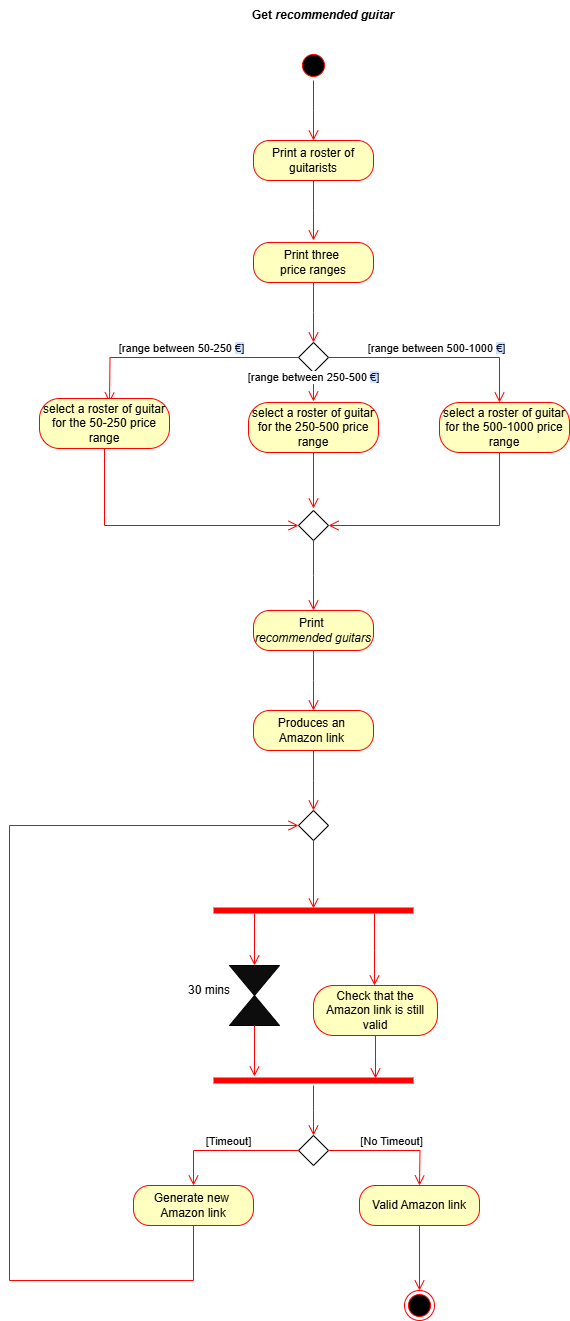 Get recommended guitar
Print a roster of
guitarists
Print three
price ranges
[range between 50-250 €]
[range between 500-1000 €]
[range between 250-500 €]
select a roster of guitar
for the 50-250 price
range
select a roster of guitar
for the 250-500 price
range
select a roster of guitar
for the 500-1000 price
range
Print
recommended guitars
Produces an
Amazon link
30 mins
Check that the
Amazon link is still
valid
[Timeout]
[No Timeout]
Generate new
Amazon link
Valid Amazon link